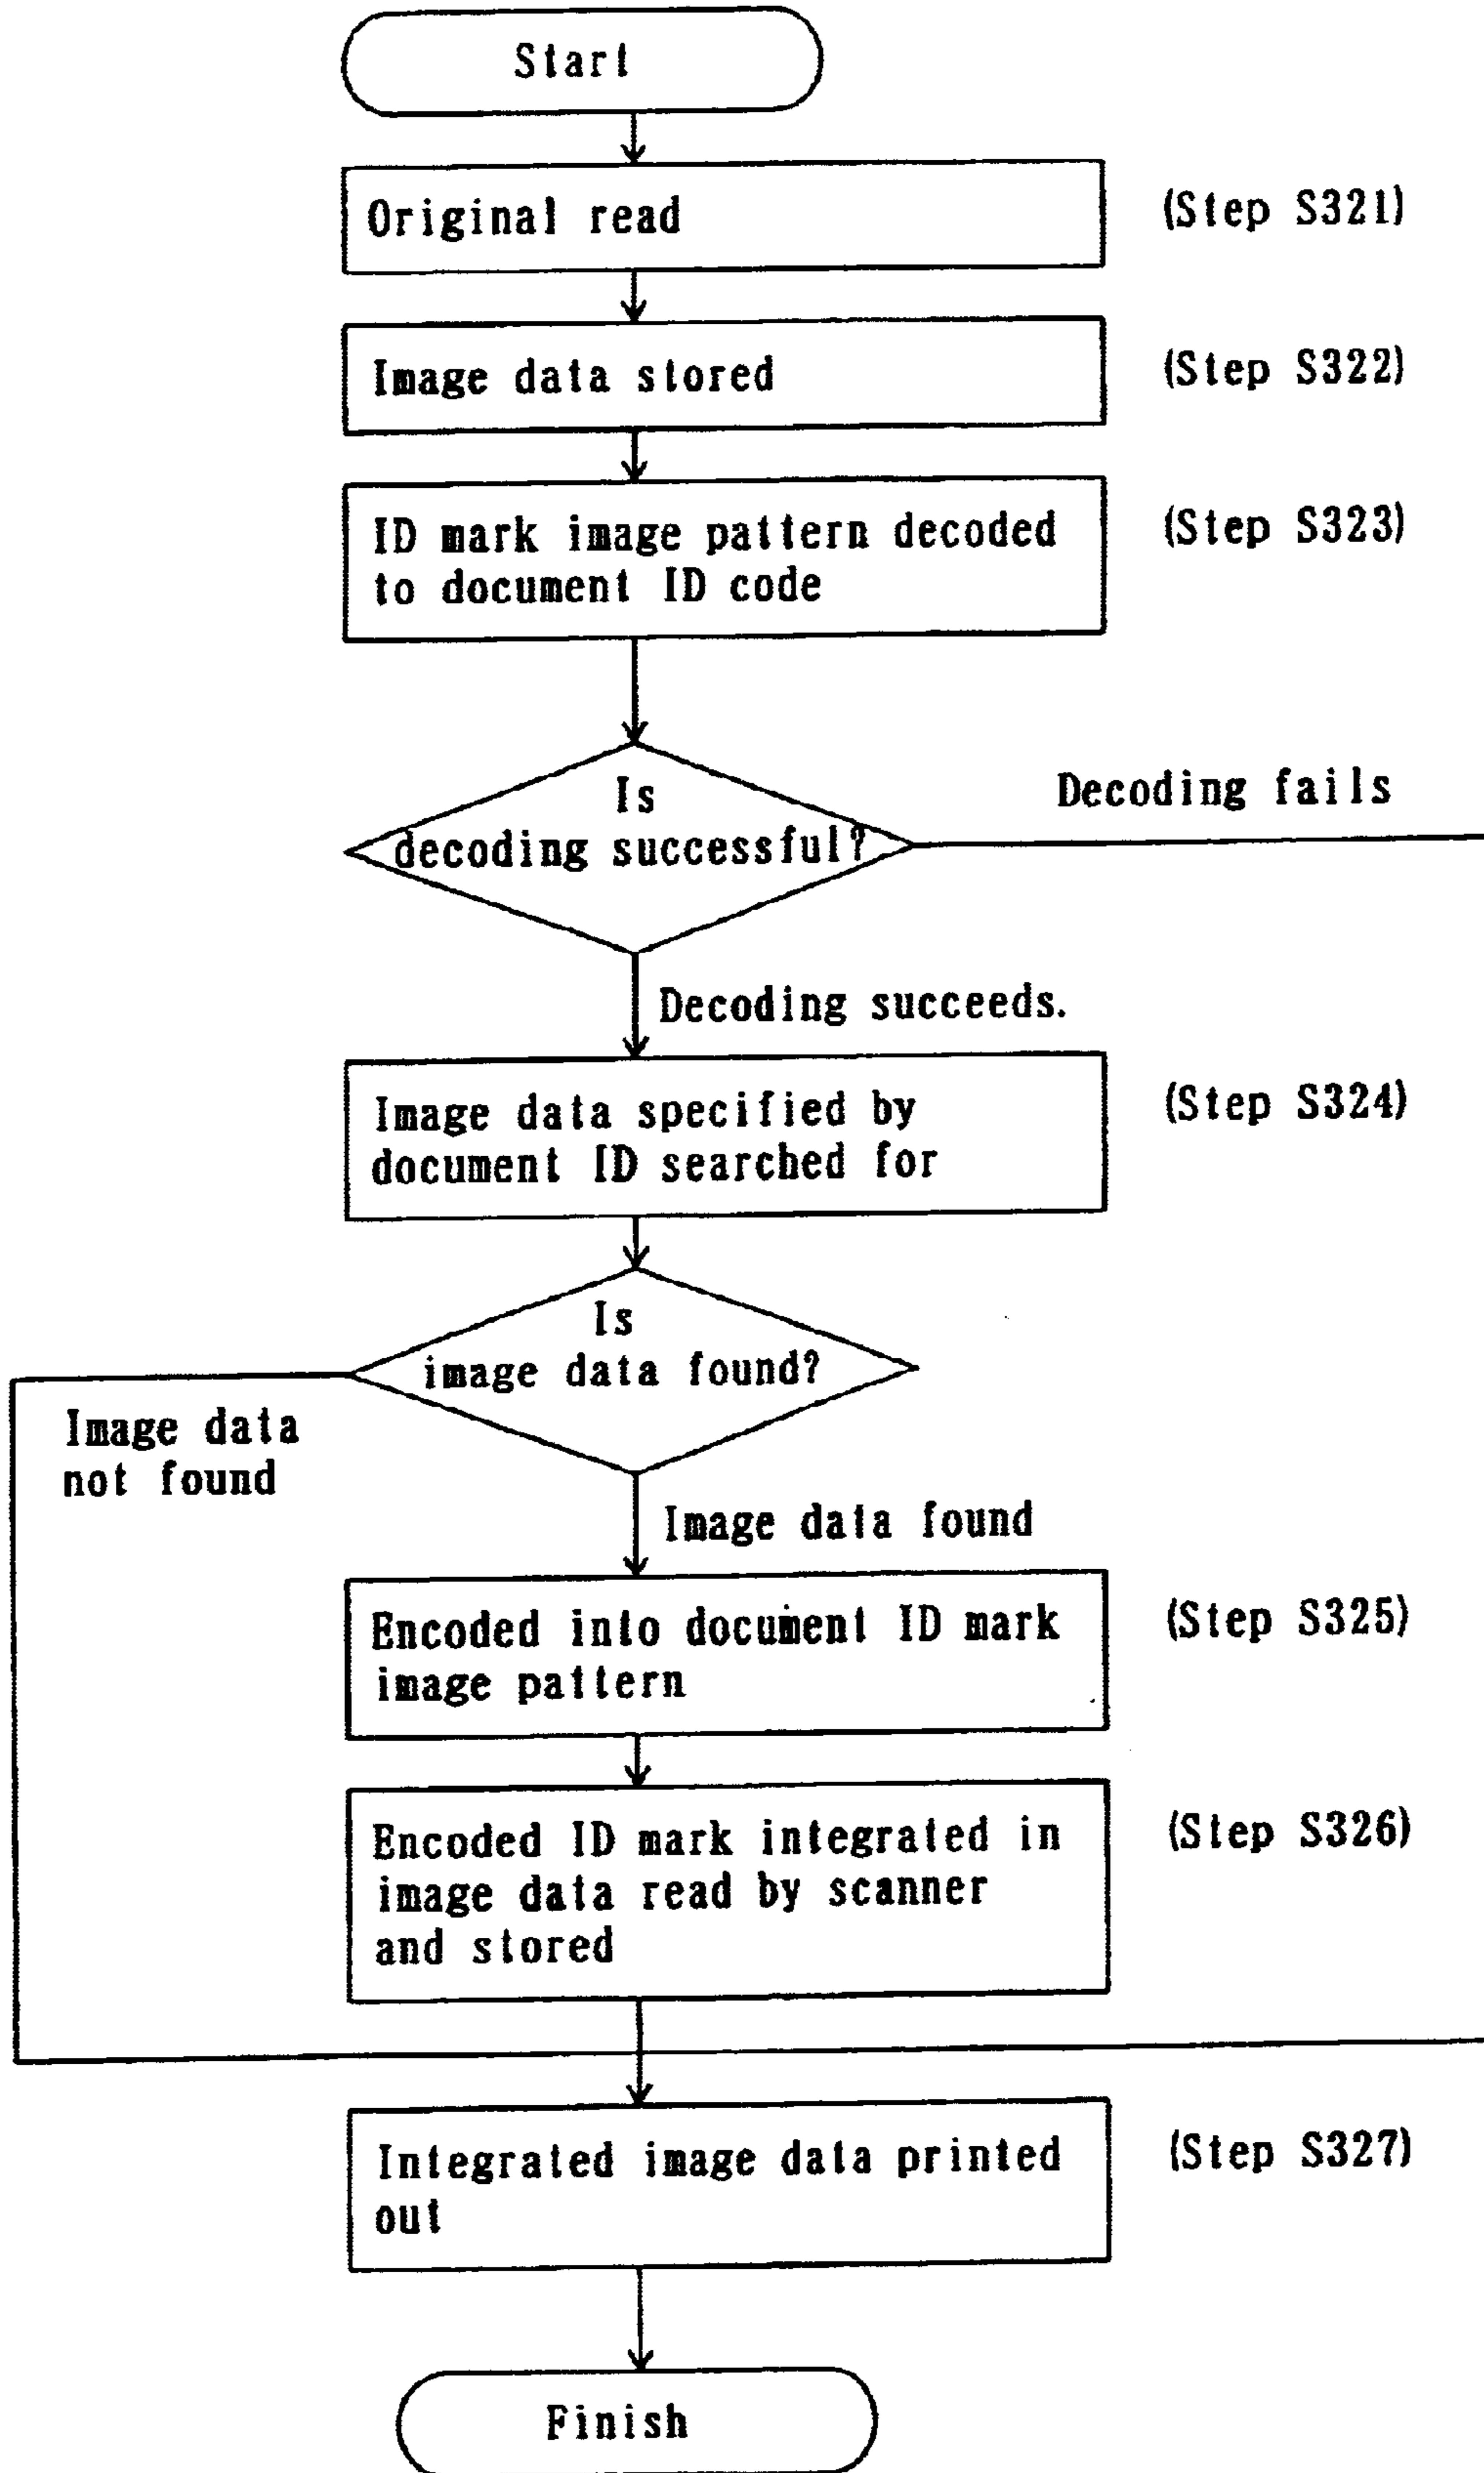 Start
Original read
(Step S321)
Image data stored
(Step S322)
ID mark image pattern decoded
to document ID code
(Step S323)
Is
decoding successful?
Decoding fails
Decoding succeeds.
Image data specified by
document ID searched for
(Step S324)
Is
image data found?
Image data
not found
Image data found
Encoded into document ID mark
image pattern
(Step S325)
Encoded ID mark integrated in
image data read by scanner
and stored
(Step S326)
Integrated image data printed
out
(Step S327)
Finish